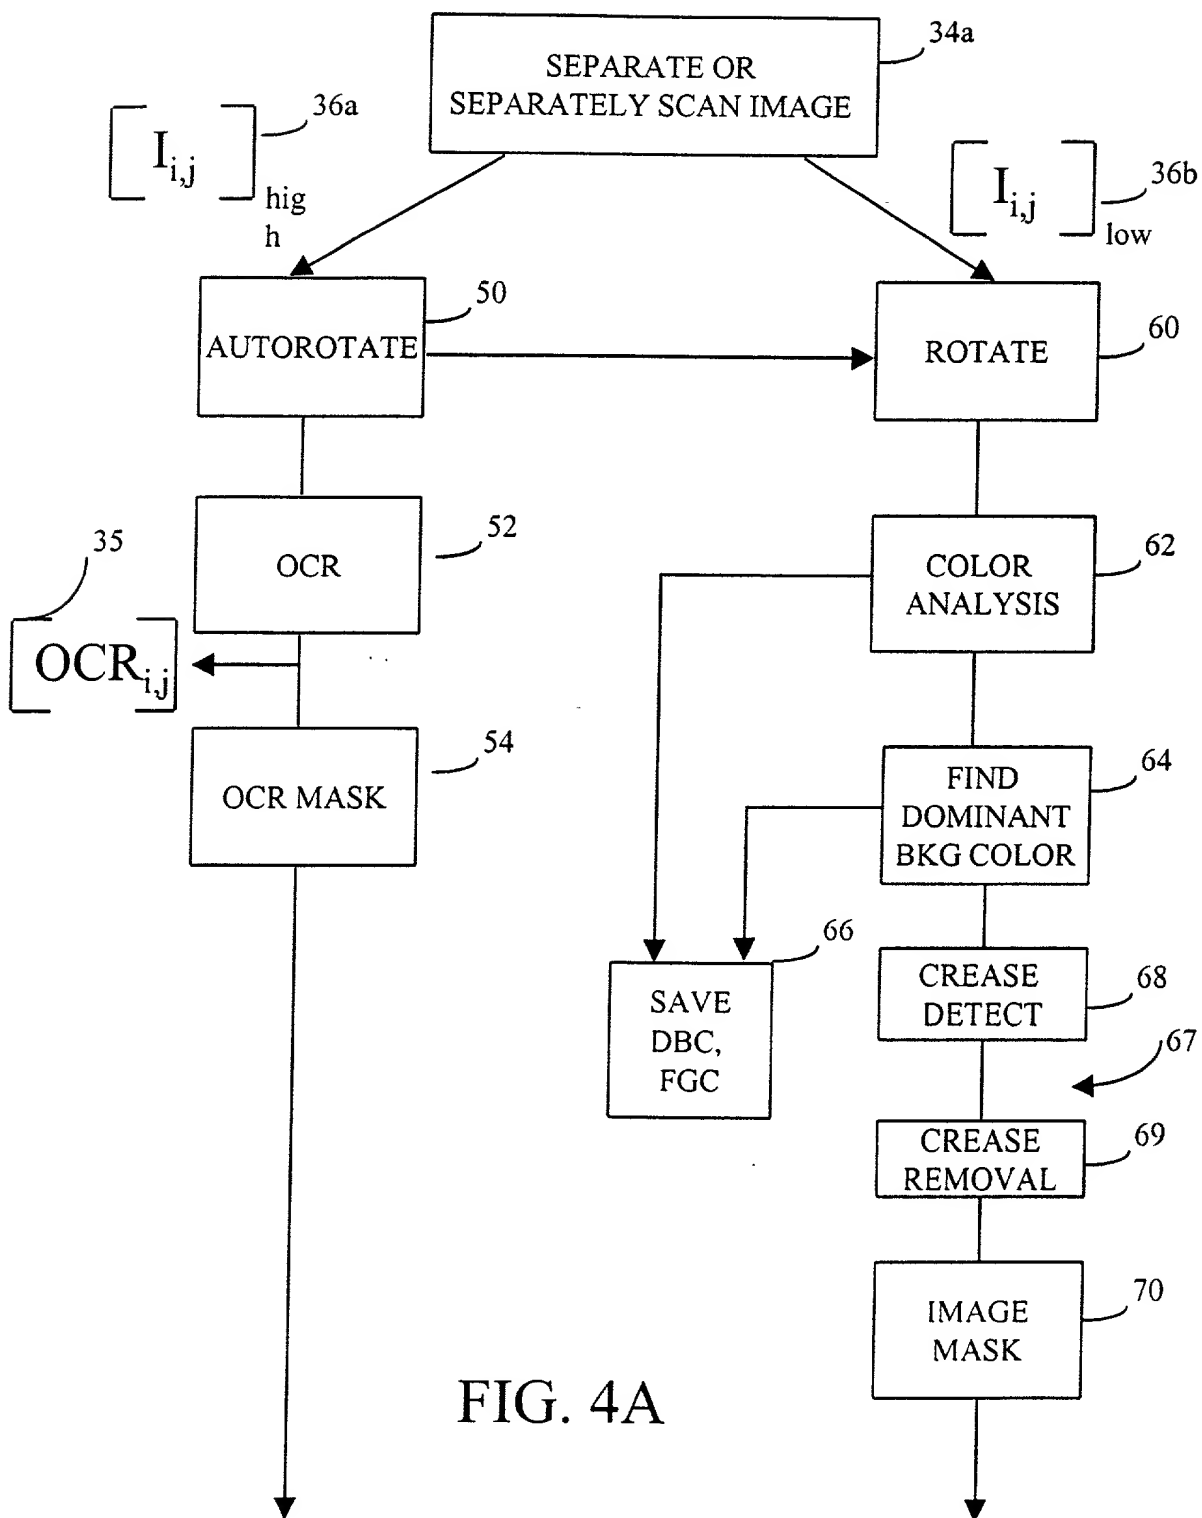 34a
SEPARATE OR
SEPARATELY SCAN IMAGE
36a
I i,j
hig
h
36b
I i,j
low
50
AUTOROTATE
60
ROTATE
52
OCR
62
COLOR
ANALYSIS
35
OCR i,j
54
OCR MASK
64
FIND
DOMINANT
BKG COLOR
66
SAVE
DBC,
FGC
68
CREASE
DETECT
67
69
CREASE
REMOVAL
70
IMAGE
MASK
FIG. 4A